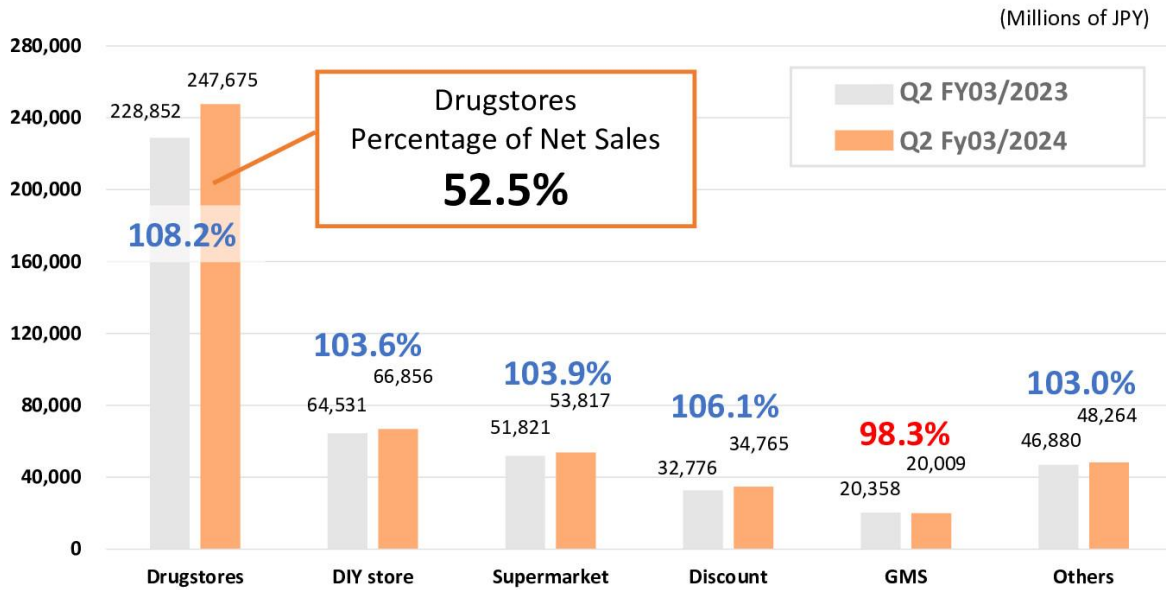 (Millions of JPY)
280,000
240,000
200,000
160,000
120,000
80,000
40,000
0
228,852
247,675
108.2%
Drugstores
Percentage of Net Sales
52.5%
Q2 FY03/2023
Q2 Fy03/2024
103.6%
64,531
66,856
103.9%
51,821
53,817
106.1%
32,776
34,765
98.3%
20,358
20,009
103.0%
46,880
48,264
Drugstores
DIY store
Supermarket
Discount
GMS
Others